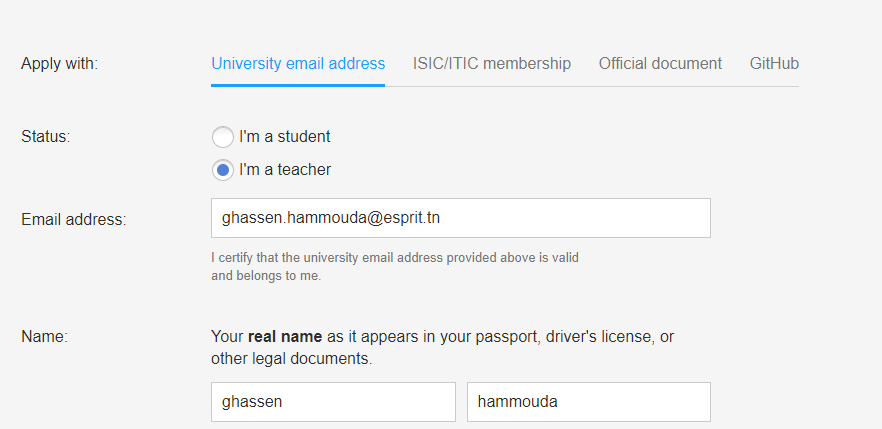 Apply with: University email address ISIC/ITIC membership Official document GitHub
Status: I'm a student
I'm a teacher
Email address: ghassen.hammouda@esprit.tn
I certify that the university email address provided above is valid
and belongs to me.
Name: Your real name as it appears in your passport, driver's license, or
other legal documents.
ghassen hammouda